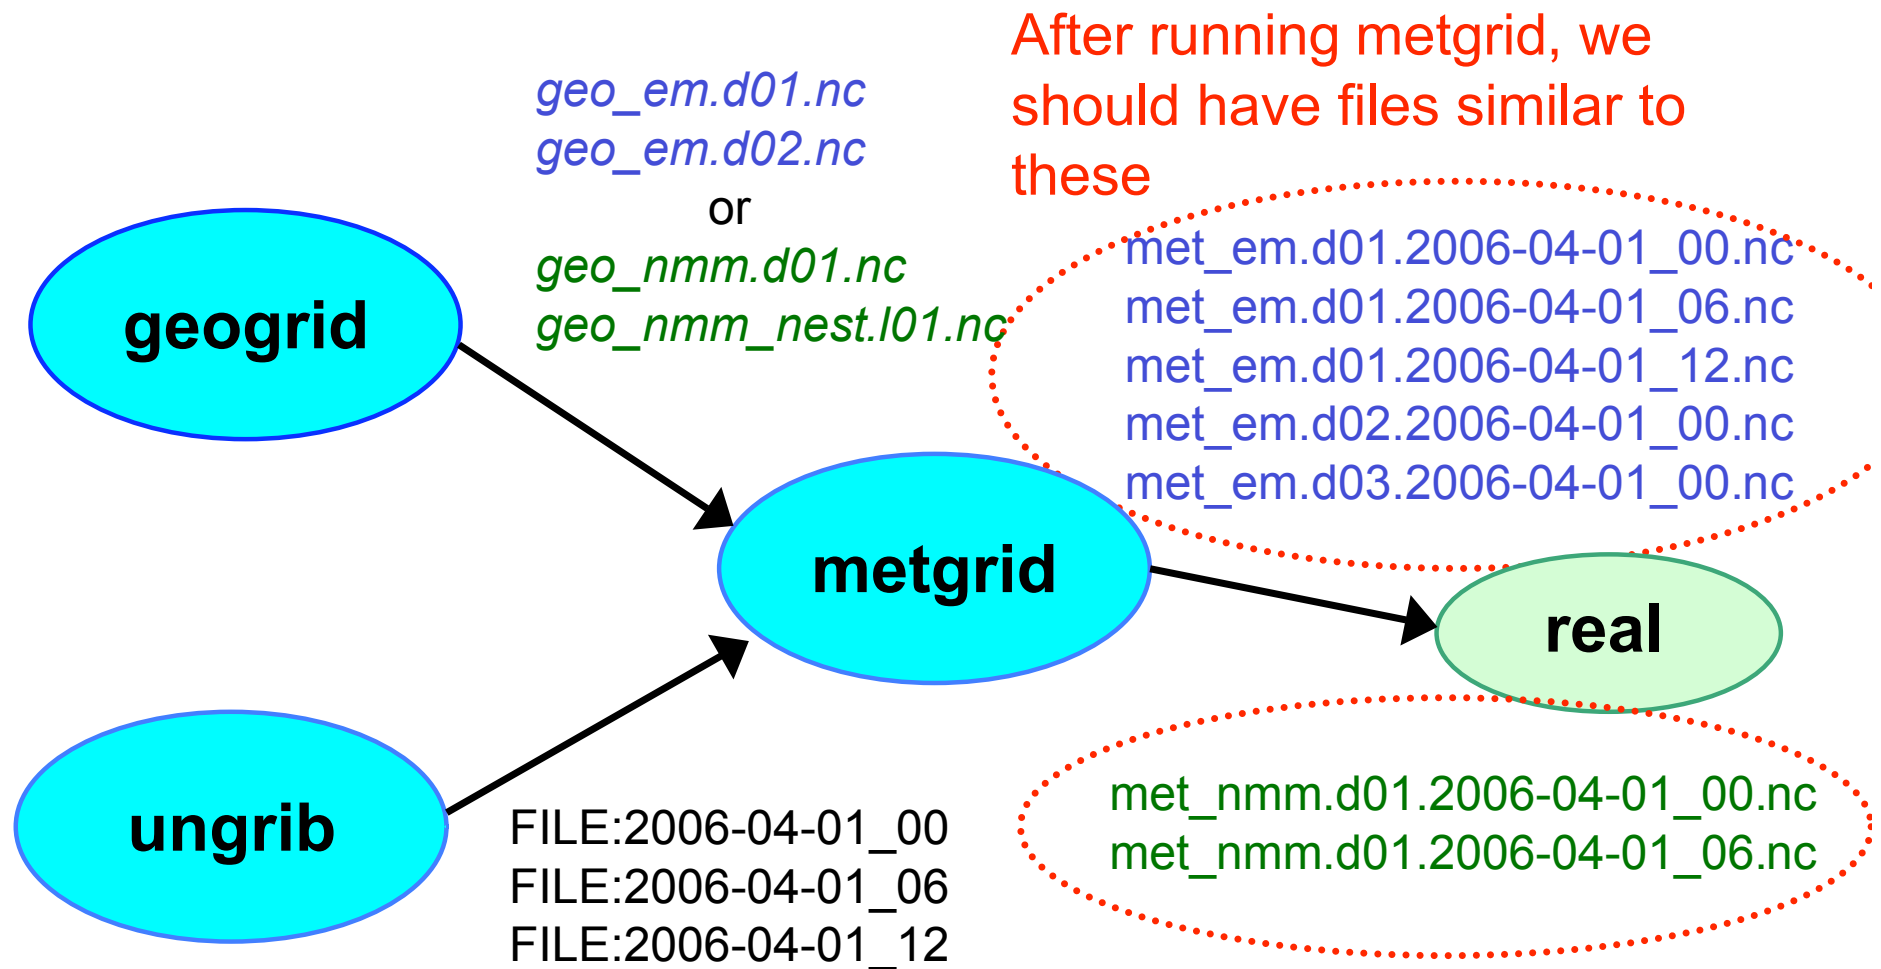 After running metgrid, we
should have files similar to
these
geo_em.d01.nc
geo_em.d02.nc
or
geo_nmm.d01.nc
geo_nmm_nest.l01.nc
geogrid
met_em.d01.2006-04-01_00.nc
met_em.d01.2006-04-01_06.nc
met_em.d01.2006-04-01_12.nc
met_em.d02.2006-04-01_00.nc
met_em.d03.2006-04-01_00.nc
metgrid
real
ungrib
FILE:2006-04-01_00
FILE:2006-04-01_06
FILE:2006-04-01_12
met_nmm.d01.2006-04-01_00.nc
met_nmm.d01.2006-04-01_06.nc